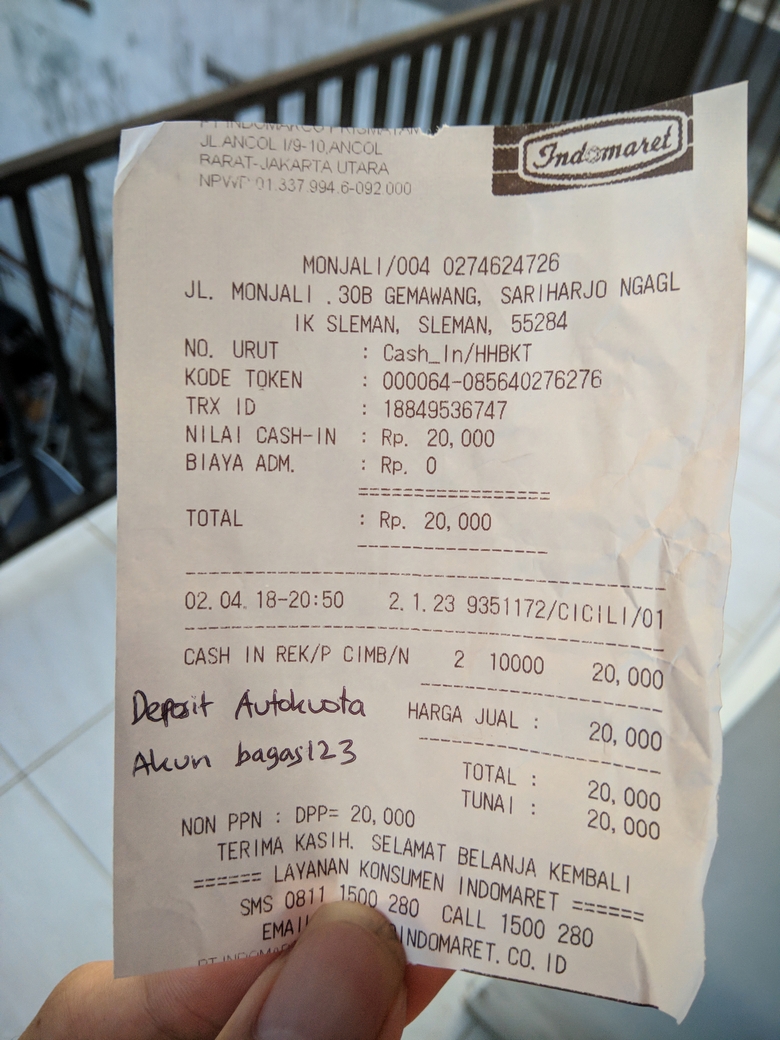 PT INDOMARCO PRISMATAMA
JL.ANCOL I/9-10,ANCOL
BARAT-JAKARTA UTARA
NPWP 01.337.994.6-092.000
Indomaret
MONJALI/004 0274624726
JL. MONJALI .30B GEMAWANG, SARIHARJO NGAGL
IK SLEMAN, SLEMAN, 55284
NO. URUT : Cash_In/HHBKT
KODE TOKEN : 000064-085640276276
TRX ID : 18849536747
NILAI CASH-IN : Rp. 20,000
BIAYA ADM. : Rp. 0
================
TOTAL : Rp. 20,000
02.04.18-20:50 2.1.23 9351172/CICILI/01
CASH IN REK/P CIMB/N 2 10000 20,000
Deposit Autokuota
Akun bagas123
HARGA JUAL : 20,000
TOTAL : 20,000
TUNAI : 20,000
NON PPN : DPP= 20,000
TERIMA KASIH. SELAMAT BELANJA KEMBALI
====== LAYANAN KONSUMEN INDOMARET ======
SMS 0811 1500 280 CALL 1500 280
INDOMARET.CO.ID